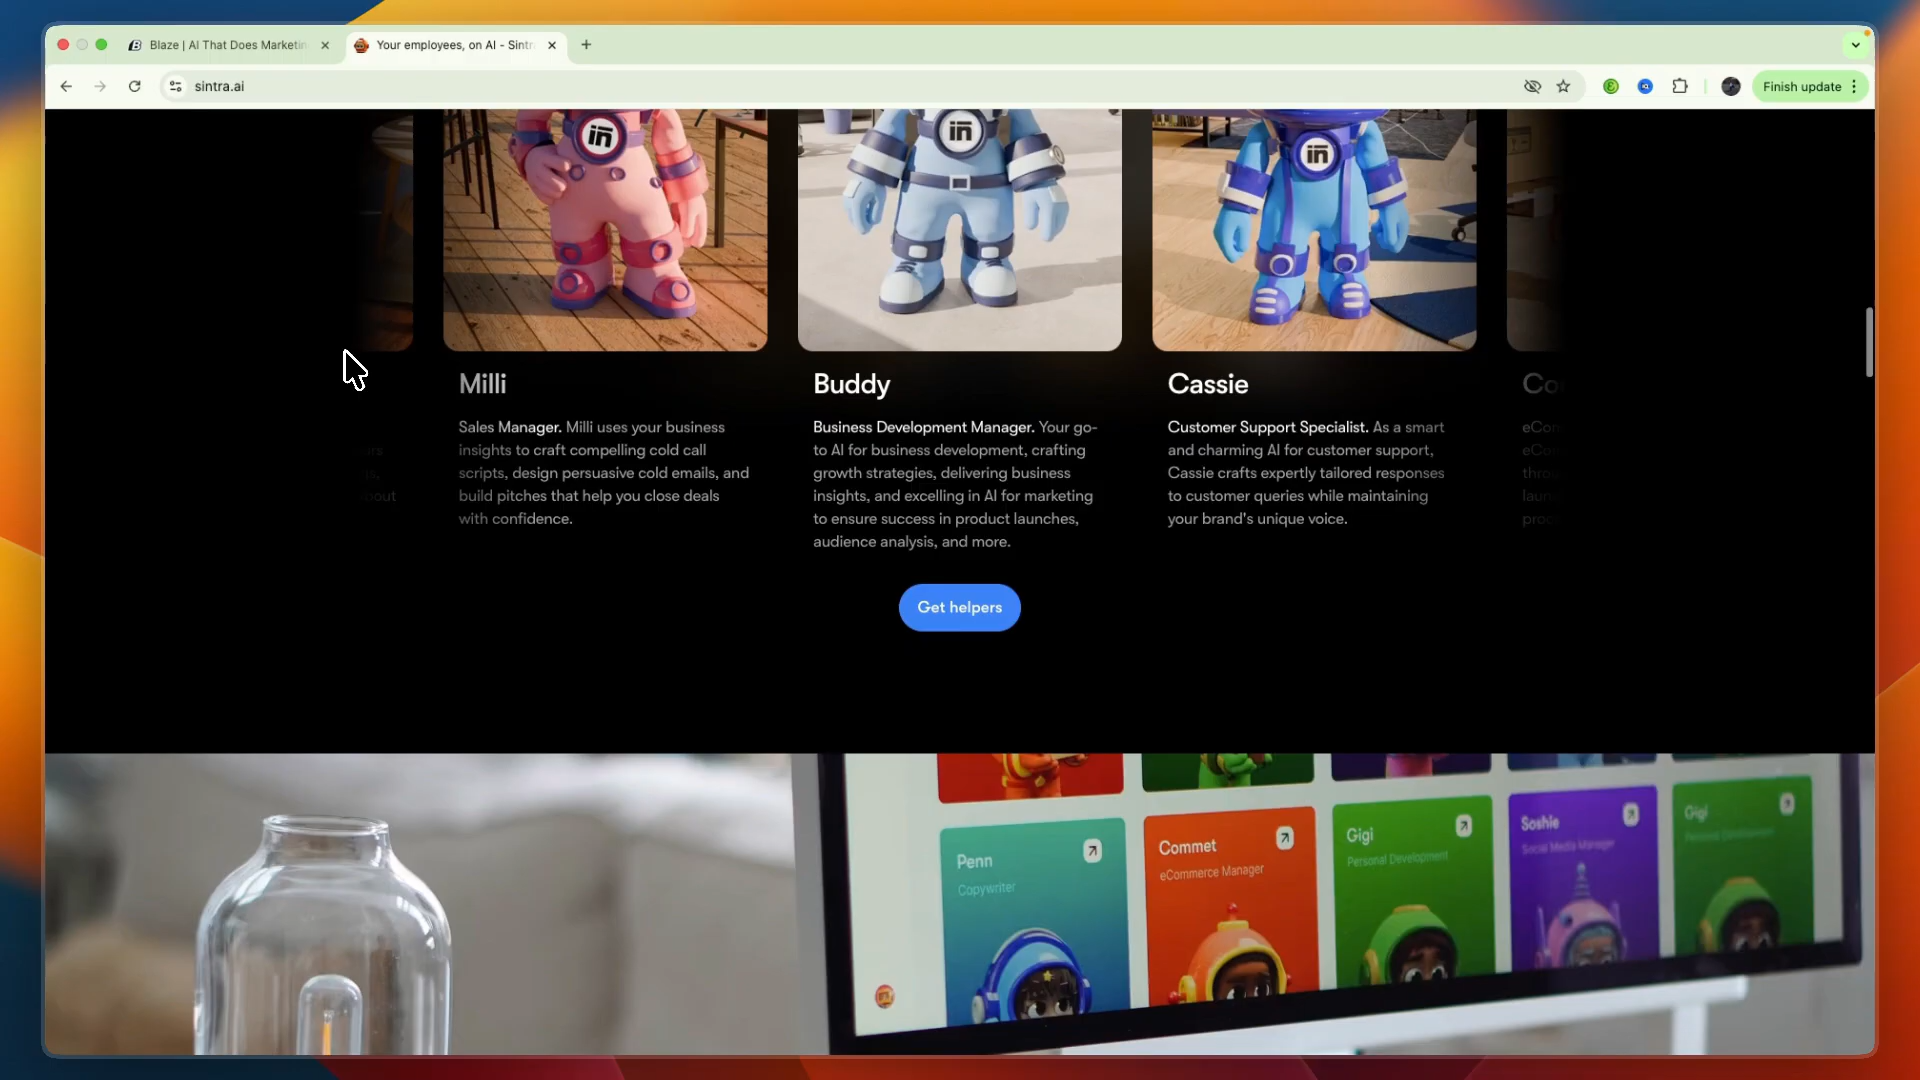 Blaze | AI That Does Marketin
Your employees, on AI - Sintr
sintra.ai
Finish update
in
in
in
Milli
Buddy
Cassie
Sales Manager. Milli uses your business
insights to craft compelling cold call
scripts, design persuasive cold emails, and
build pitches that help you close deals
with confidence.
Business Development Manager. Your go-
to AI for business development, crafting
growth strategies, delivering business
insights, and excelling in AI for marketing
to ensure success in product launches,
audience analysis, and more.
Customer Support Specialist. As a smart
and charming AI for customer support,
Cassie crafts expertly tailored responses
to customer queries while maintaining
your brand's unique voice.
Get helpers
Penn
Copywriter
Commet
eCommerce Manager
Gigi
Personal Development
Soshie
Social Media Manager
Gigi
Personal Development